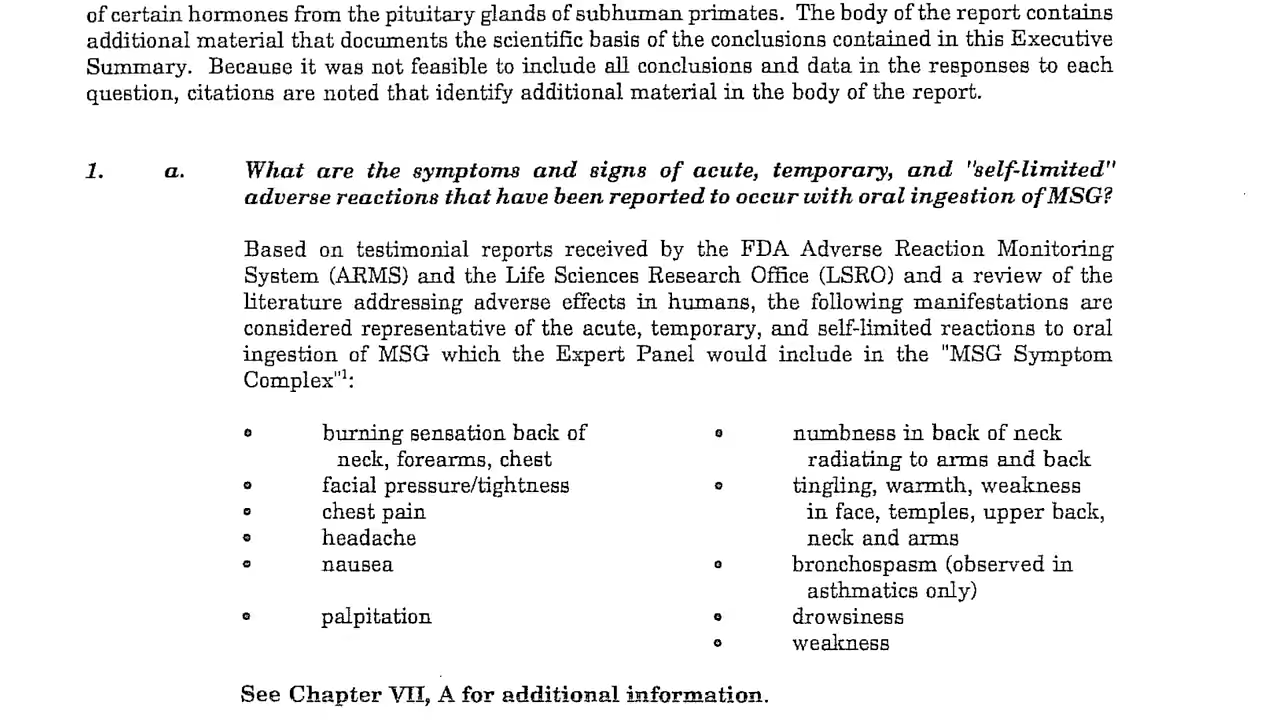 of certain hormones from the pituitary glands of subhuman primates. The body of the report contains
additional material that documents the scientific basis of the conclusions contained in this Executive
Summary. Because it was not feasible to include all conclusions and data in the responses to each
question, citations are noted that identify additional material in the body of the report.
1. a. What are the symptoms and signs of acute, temporary, and "self-limited"
adverse reactions that have been reported to occur with oral ingestion of MSG?
Based on testimonial reports received by the FDA Adverse Reaction Monitoring
System (ARMS) and the Life Sciences Research Office (LSRO) and a review of the
literature addressing adverse effects in humans, the following manifestations are
considered representative of the acute, temporary, and self-limited reactions to oral
ingestion of MSG which the Expert Panel would include in the "MSG Symptom
Complex"¹:
• burning sensation back of
neck, forearms, chest
• facial pressure/tightness
• chest pain
• headache
• nausea
• palpitation
• numbness in back of neck
radiating to arms and back
• tingling, warmth, weakness
in face, temples, upper back,
neck and arms
• bronchospasm (observed in
asthmatics only)
• drowsiness
• weakness
See Chapter VII, A for additional information.